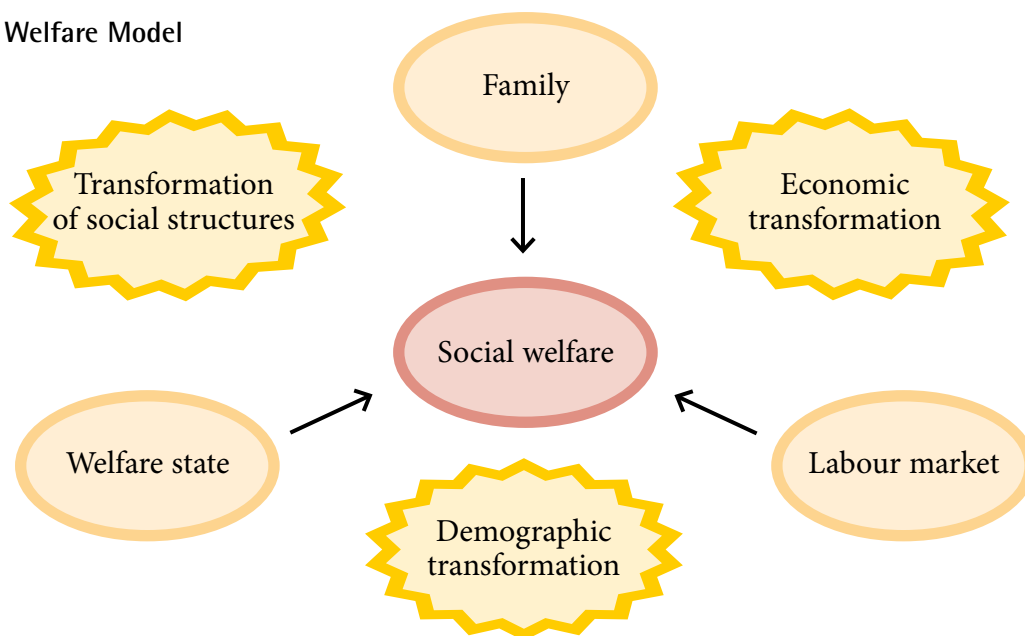 Welfare Model
Family
Transformation
of social structures
Economic
transformation
Social welfare
Welfare state
Labour market
Demographic
transformation